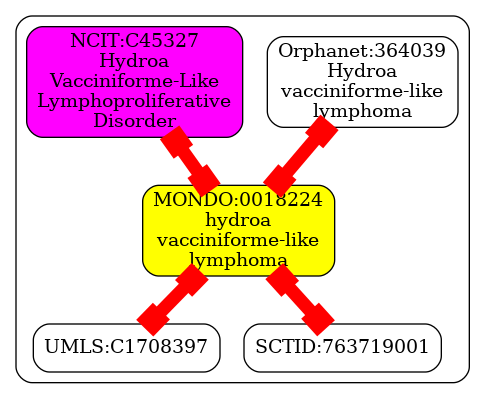 NCIT:C45327
Hydroa
Vacciniforme-Like
Lymphoproliferative
Disorder
Orphanet:364039
Hydroa
vacciniforme-like
lymphoma
MONDO:0018224
hydroa
vacciniforme-like
lymphoma
UMLS:C1708397
SCTID:763719001